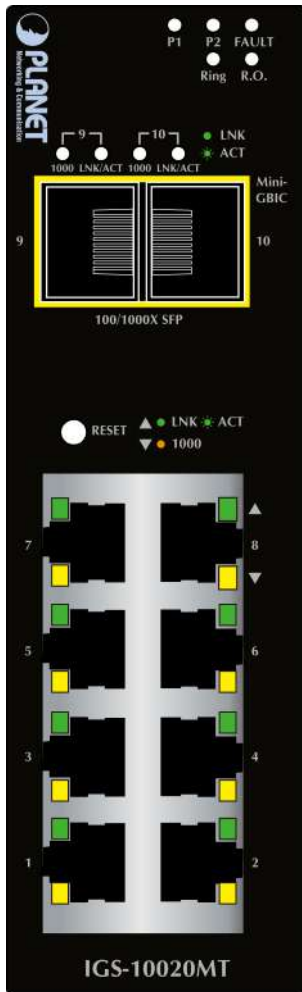 PLANET
Networking & Communication
P1 P2 FAULT
Ring R.O.
9 10 LNK
ACT
1000 LNK/ACT 1000 LNK/ACT
Mini-
GBIC
9 10
100/1000X SFP
RESET LNK ACT
1000
7 8
5 6
3 4
1 2
IGS-10020MT